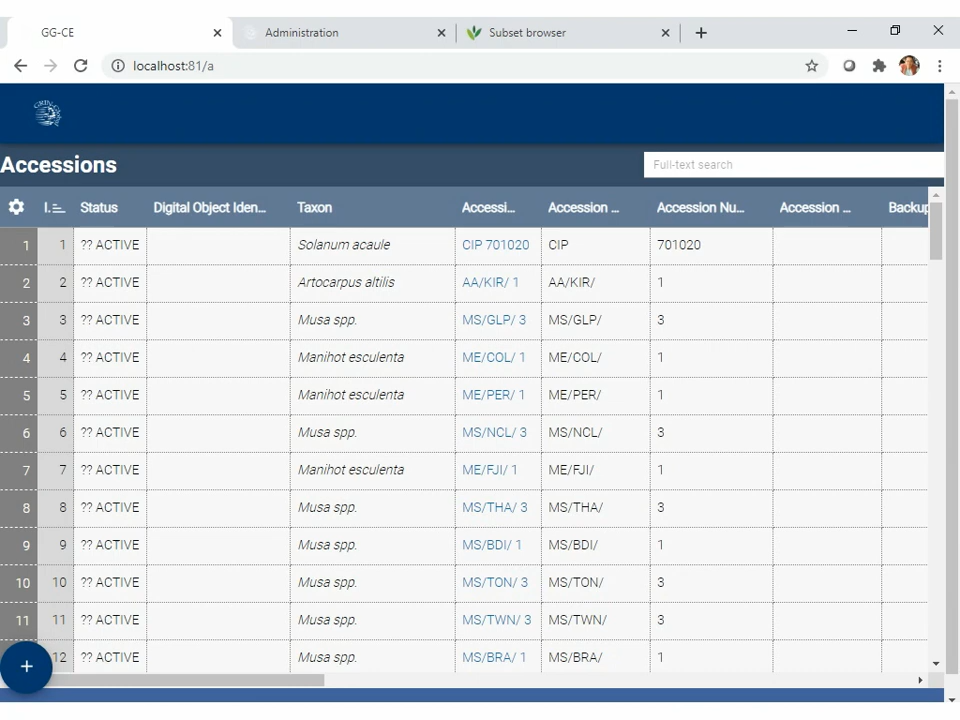 GG-CE
Administration
Subset browser
localhost:81/a
Accessions
Full-text search
I. Status Digital Object Iden... Taxon Accessi... Accession ... Accession Nu... Accession ... Backup
1 1 ?? ACTIVE Solanum acaule CIP 701020 CIP 701020
2 2 ?? ACTIVE Artocarpus altilis AA/KIR/ 1 AA/KIR/ 1
3 3 ?? ACTIVE Musa spp. MS/GLP/ 3 MS/GLP/ 3
4 4 ?? ACTIVE Manihot esculenta ME/COL/ 1 ME/COL/ 1
5 5 ?? ACTIVE Manihot esculenta ME/PER/ 1 ME/PER/ 1
6 6 ?? ACTIVE Musa spp. MS/NCL/ 3 MS/NCL/ 3
7 7 ?? ACTIVE Manihot esculenta ME/FJI/ 1 ME/FJI/ 1
8 8 ?? ACTIVE Musa spp. MS/THA/ 3 MS/THA/ 3
9 9 ?? ACTIVE Musa spp. MS/BDI/ 1 MS/BDI/ 1
10 10 ?? ACTIVE Musa spp. MS/TON/ 3 MS/TON/ 3
11 11 ?? ACTIVE Musa spp. MS/TWN/ 3 MS/TWN/ 3
12 ?? ACTIVE Musa spp. MS/BRA/ 1 MS/BRA/ 1